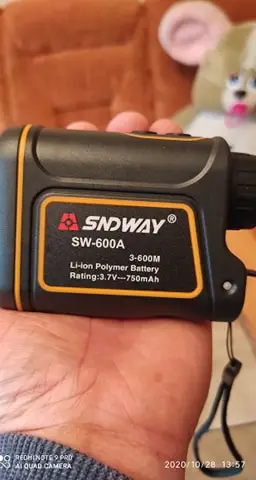 SNDWAY®
SW-600A
3-600M
Li-ion Polymer Battery
Rating:3.7V---750mAh
REDMI NOTE 9 PRO
AI QUAD CAMERA
2020/10/28 13:57